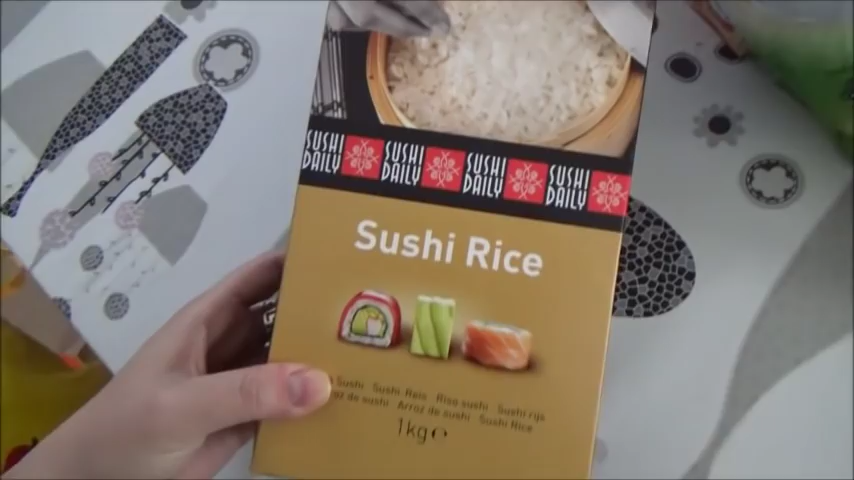 SUSHI DAILY SUSHI DAILY SUSHI DAILY SUSHI DAILY
Sushi Rice
Sushi · Sushi-Reis · Riso sushi · Sushi rijs
de sushi · Arroz de sushi · Sushi Rice
1kg e